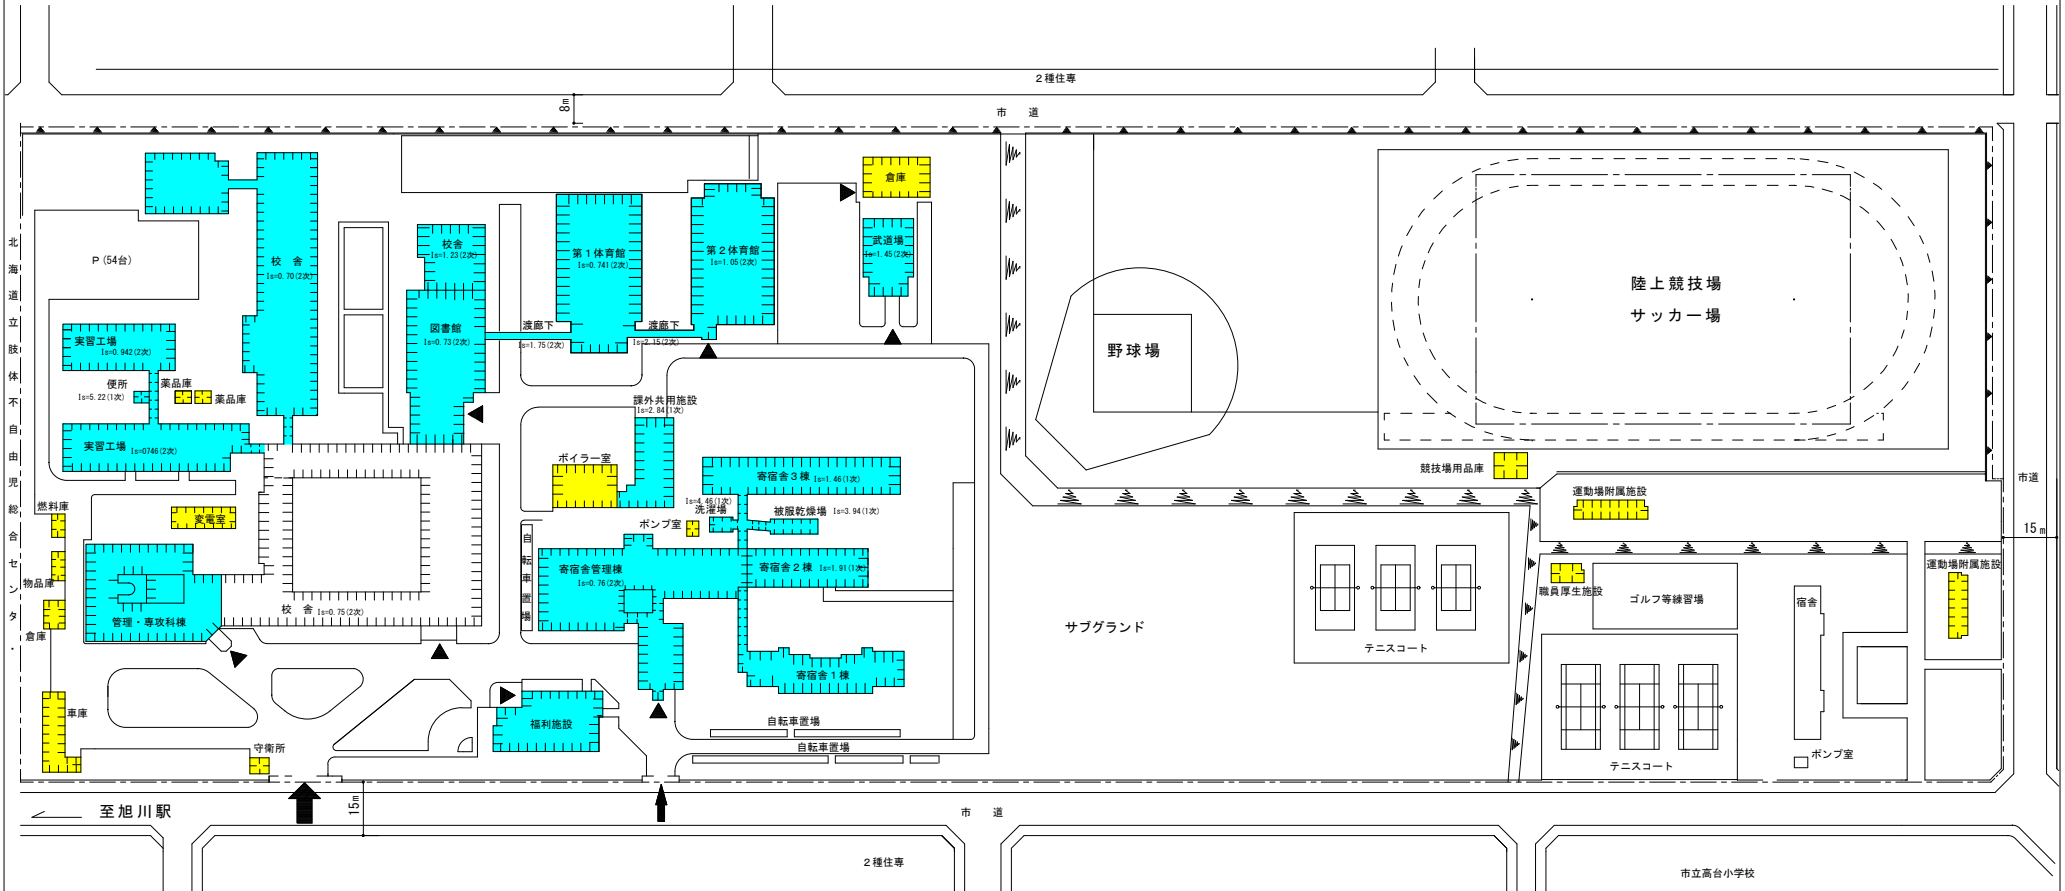 ２種住専
8m
市　道
倉庫
校舎
Is=1.23(2次)
第１体育館
Is=0.741(2次)
第２体育館
Is=1.05(2次)
武道場
Is=1.45(2次)
北海道立肢体不自由児総合センター
P (54台)
校　舎
Is=0.70(2次)
陸上競技場
サッカー場
図書館
Is=0.73(2次)
渡廊下
Is=1.75(2次)
渡廊下
Is=2.15(2次)
実習工場
Is=0.942(2次)
野球場
便所
Is=5.22(1次)
薬品庫
薬品庫
課外共用施設
Is=2.84(1次)
実習工場 Is=0746(2次)
ボイラー室
寄宿舎３棟 Is=1.46(1次)
競技場用品庫
市道
運動場附属施設
燃料庫
変電室
Is=4.46(1次)
洗濯場
被服乾燥場 Is=3.94(1次)
ポンプ室
15m
自転車置場
寄宿舎管理棟
Is=0.76(2次)
寄宿舎２棟 Is=1.91(1次)
運動場附属施設
物品庫
職員厚生施設
ゴルフ等練習場
宿舎
校　舎 Is=0.75(2次)
管理・専攻科棟
倉庫
サブグランド
テニスコート
寄宿舎１棟
車庫
福利施設
自転車置場
自転車置場
守衛所
ポンプ室
テニスコート
15m
至旭川駅
市　道
２種住専
市立高台小学校